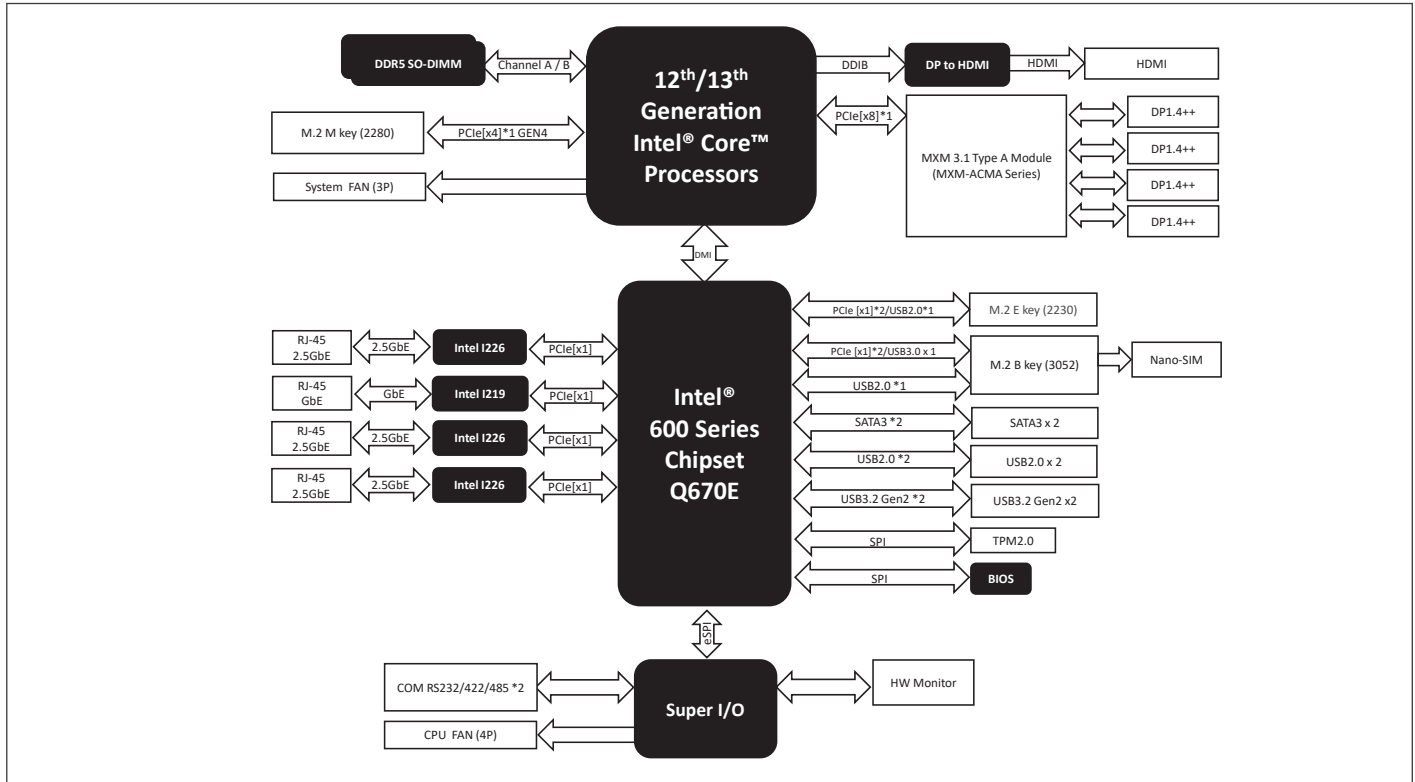 DDR5 SO-DIMM
Channel A / B
12th/13th
Generation
Intel® Core™
Processors
DDIB
DP to HDMI
HDMI
HDMI
M.2 M key (2280)
PCIe[x4]*1 GEN4
PCIe[x8]*1
MXM 3.1 Type A Module
(MXM-ACMA Series)
DP1.4++
DP1.4++
DP1.4++
DP1.4++
System FAN (3P)
DMI
Intel®
600 Series
Chipset
Q670E
RJ-45
2.5GbE
2.5GbE
Intel I226
PCIe[x1]
RJ-45
GbE
GbE
Intel I219
PCIe[x1]
RJ-45
2.5GbE
2.5GbE
Intel I226
PCIe[x1]
RJ-45
2.5GbE
2.5GbE
Intel I226
PCIe[x1]
PCIe [x1]*2/USB2.0*1
M.2 E key (2230)
PCIe [x1]*2/USB3.0 x 1
M.2 B key (3052)
Nano-SIM
USB2.0 *1
SATA3 *2
SATA3 x 2
USB2.0 *2
USB2.0 x 2
USB3.2 Gen2 *2
USB3.2 Gen2 x2
SPI
TPM2.0
SPI
BIOS
eSPI
COM RS232/422/485 *2
Super I/O
HW Monitor
CPU FAN (4P)